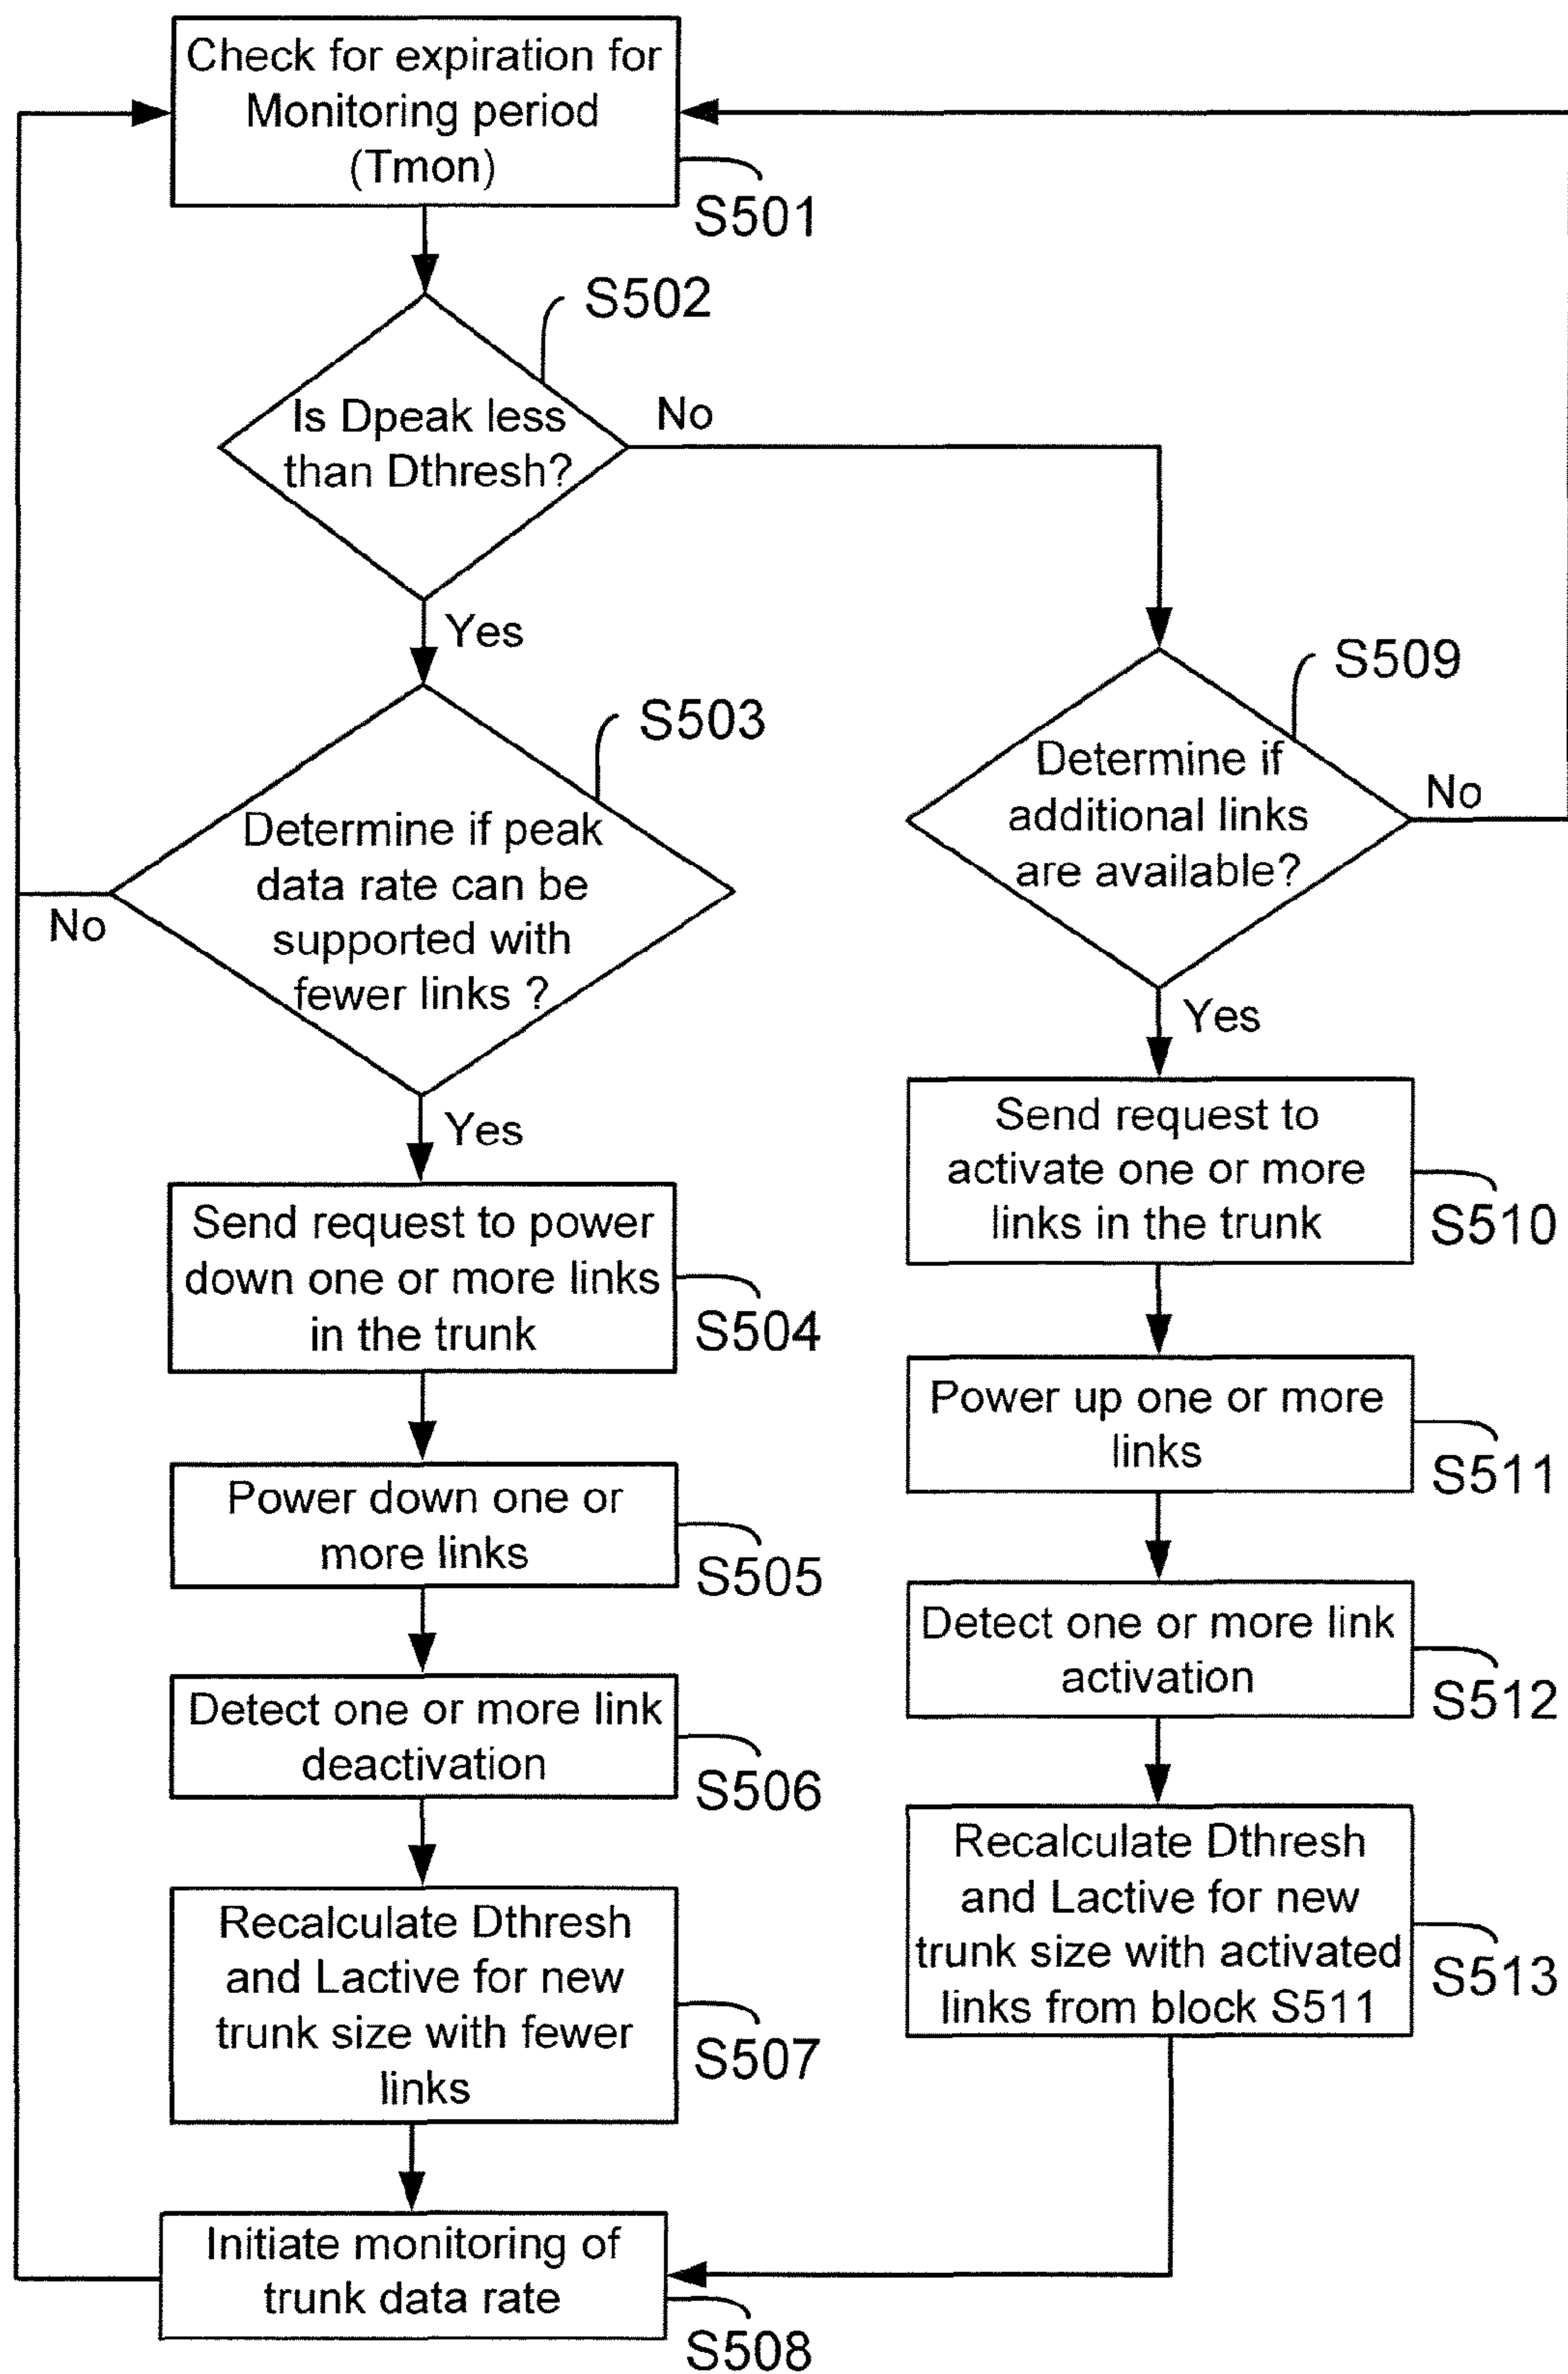 Check for expiration for
Monitoring period
(Tmon)
S501
S502
Is Dpeak less
than Dthresh?
No
Yes
S503
Determine if peak
data rate can be
supported with
fewer links ?
No
Yes
Send request to power
down one or more links
in the trunk
S504
Power down one or
more links
S505
Detect one or more link
deactivation
S506
Recalculate Dthresh
and Lactive for new
trunk size with fewer
links
S507
Initiate monitoring of
trunk data rate
S508
S509
Determine if
additional links
are available?
No
Yes
Send request to
activate one or more
links in the trunk
S510
Power up one or more
links
S511
Detect one or more link
activation
S512
Recalculate Dthresh
and Lactive for new
trunk size with activated
links from block S511
S513